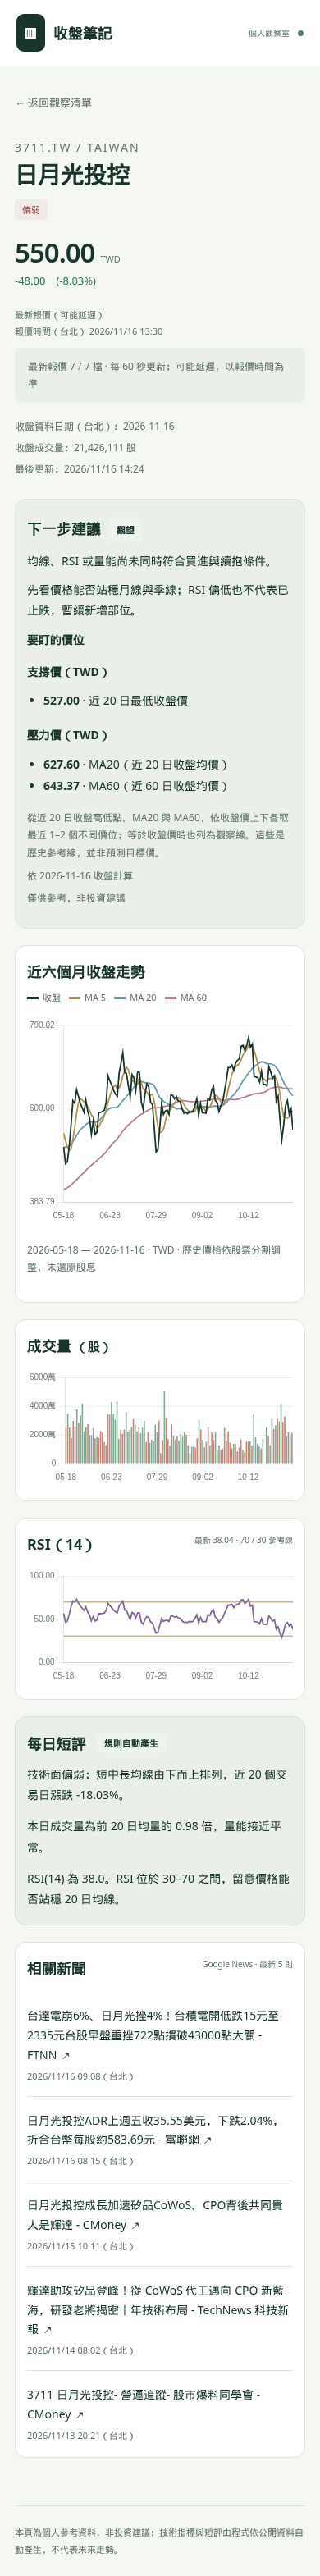 收盤筆記
個人觀察室
← 返回觀察清單
3711.TW / TAIWAN
日月光投控
偏弱
550.00 TWD
-48.00 (-8.03%)
最新報價（可能延遲）
報價時間（台北）2026/11/16 13:30
最新報價 7 / 7 檔 · 每 60 秒更新；可能延遲，以報價時間為
準
收盤資料日期（台北）：2026-11-16
收盤成交量：21,426,111 股
最後更新：2026/11/16 14:24
下一步建議 觀望
均線、RSI 或量能尚未同時符合買進與續抱條件。
先看價格能否站穩月線與季線；RSI 偏低也不代表已
止跌，暫緩新增部位。
要盯的價位
支撐價（TWD）
• 527.00 · 近 20 日最低收盤價
壓力價（TWD）
• 627.60 · MA20（近 20 日收盤均價）
• 643.37 · MA60（近 60 日收盤均價）
從近 20 日收盤高低點、MA20 與 MA60，依收盤價上下各取
最近 1–2 個不同價位；等於收盤價時也列為觀察線。這些是
歷史參考線，並非預測目標價。
依 2026-11-16 收盤計算
僅供參考，非投資建議
近六個月收盤走勢
收盤 MA 5 MA 20 MA 60
790.02
600.00
383.79
05-18 06-23 07-29 09-02 10-12
2026-05-18 — 2026-11-16 · TWD · 歷史價格依股票分割調
整，未還原股息
成交量（股）
6000萬
4000萬
2000萬
0
05-18 06-23 07-29 09-02 10-12
RSI（14） 最新 38.04 · 70 / 30 參考線
100.00
50.00
0.00
05-18 06-23 07-29 09-02 10-12
每日短評 規則自動產生
技術面偏弱：短中長均線由下而上排列，近 20 個交
易日漲跌 -18.03%。
本日成交量為前 20 日均量的 0.98 倍，量能接近平
常。
RSI(14) 為 38.0。RSI 位於 30–70 之間，留意價格能
否站穩 20 日均線。
相關新聞 Google News · 最新 5 則
台達電崩6%、日月光挫4%！台積電開低跌15元至
2335元台股早盤重挫722點摜破43000點大關 -
FTNN ↗
2026/11/16 09:08（台北）
日月光投控ADR上週五收35.55美元，下跌2.04%，
折合台幣每股約583.69元 - 富聯網 ↗
2026/11/16 08:15（台北）
日月光投控成長加速矽品CoWoS、CPO背後共同貴
人是輝達 - CMoney ↗
2026/11/15 10:11（台北）
輝達助攻矽品登峰！從 CoWoS 代工邁向 CPO 新藍
海，研發老將揭密十年技術布局 - TechNews 科技新
報 ↗
2026/11/14 08:02（台北）
3711 日月光投控- 營運追蹤- 股市爆料同學會 -
CMoney ↗
2026/11/13 20:21（台北）
本頁為個人參考資料，非投資建議；技術指標與短評由程式依公開資料自
動產生，不代表未來走勢。